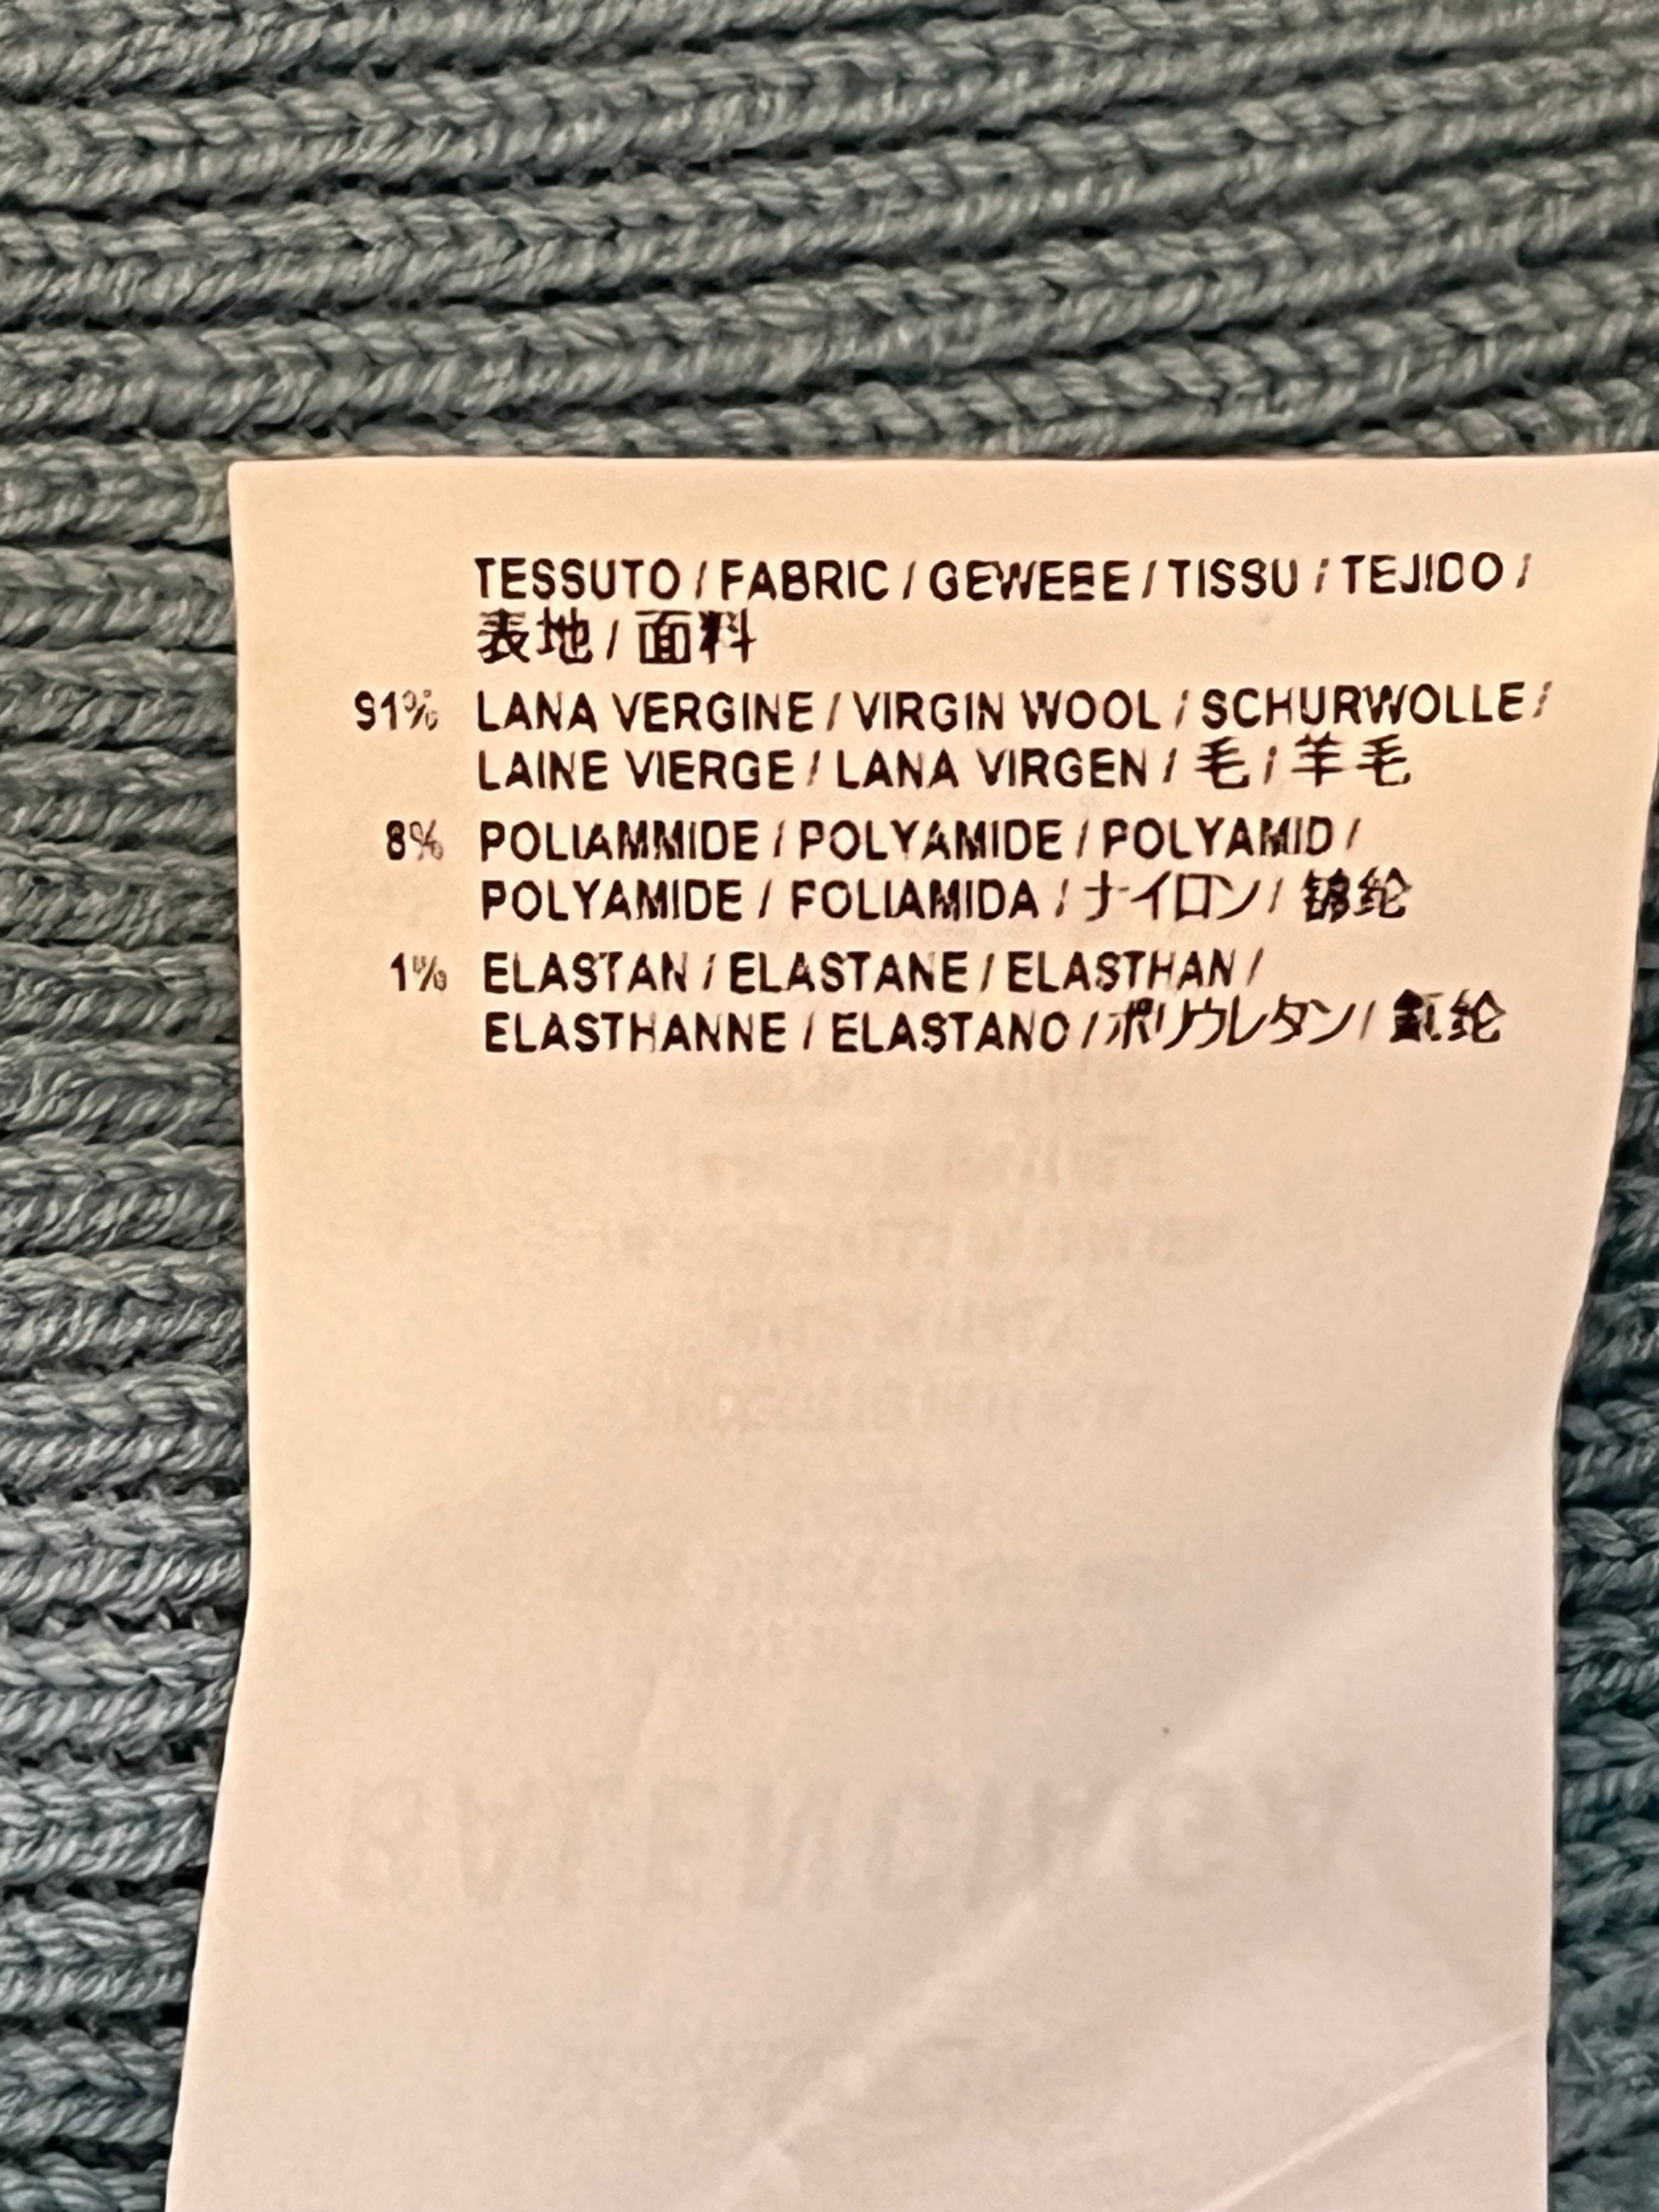 TESSUTO / FABRIC / GEWEBE / TISSU / TEJIDO /
表地 / 面料
91% LANA VERGINE / VIRGIN WOOL / SCHURWOLLE /
LAINE VIERGE / LANA VIRGEN / 毛 / 羊毛
8% POLIAMMIDE / POLYAMIDE / POLYAMID /
POLYAMIDE / POLIAMIDA / ナイロン / 锦纶
1% ELASTAN / ELASTANE / ELASTHAN /
ELASTHANNE / ELASTANO / ポリウレタン / 氨纶